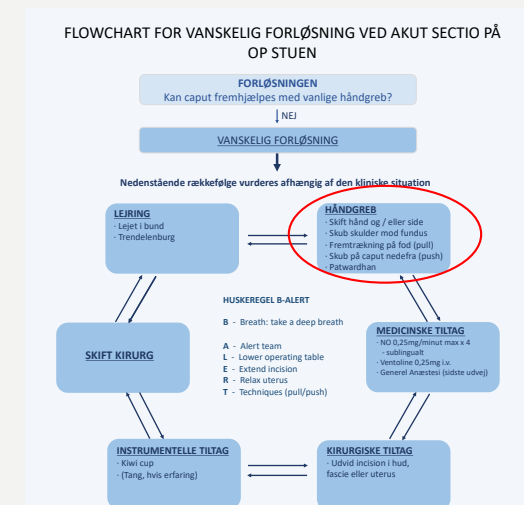 FLOWCHART FOR VANSKELIG FORLØSNING VED AKUT SECTIO PÅ
OP STUEN
FORLØSNINGEN
Kan caput fremhjælpes med vanlige håndgreb?
NEJ
VANSKELIG FORLØSNING
Nedenstående rækkefølge vurderes afhængig af den kliniske situation
LEJRING
· Lejet i bund
· Trendelenburg
HÅNDGREB
· Skift hånd og / eller side
· Skub skulder mod fundus
· Fremtrækning på fod (pull)
· Skub på caput nedefra (push)
· Patwardhan
HUSKEREGEL B-ALERT
B - Breath: take a deep breath
A - Alert team
L - Lower operating table
E - Extend incision
R - Relax uterus
T - Techniques (pull/push)
SKIFT KIRURG
MEDICINSKE TILTAG
· NO 0,25mg/minut max x 4
- sublingualt
· Ventoline 0,25mg i.v.
· Generel Anæstesi (sidste udvej)
INSTRUMENTELLE TILTAG
· Kiwi cup
· (Tang, hvis erfaring)
KIRURGISKE TILTAG
· Udvid incision i hud,
fascie eller uterus